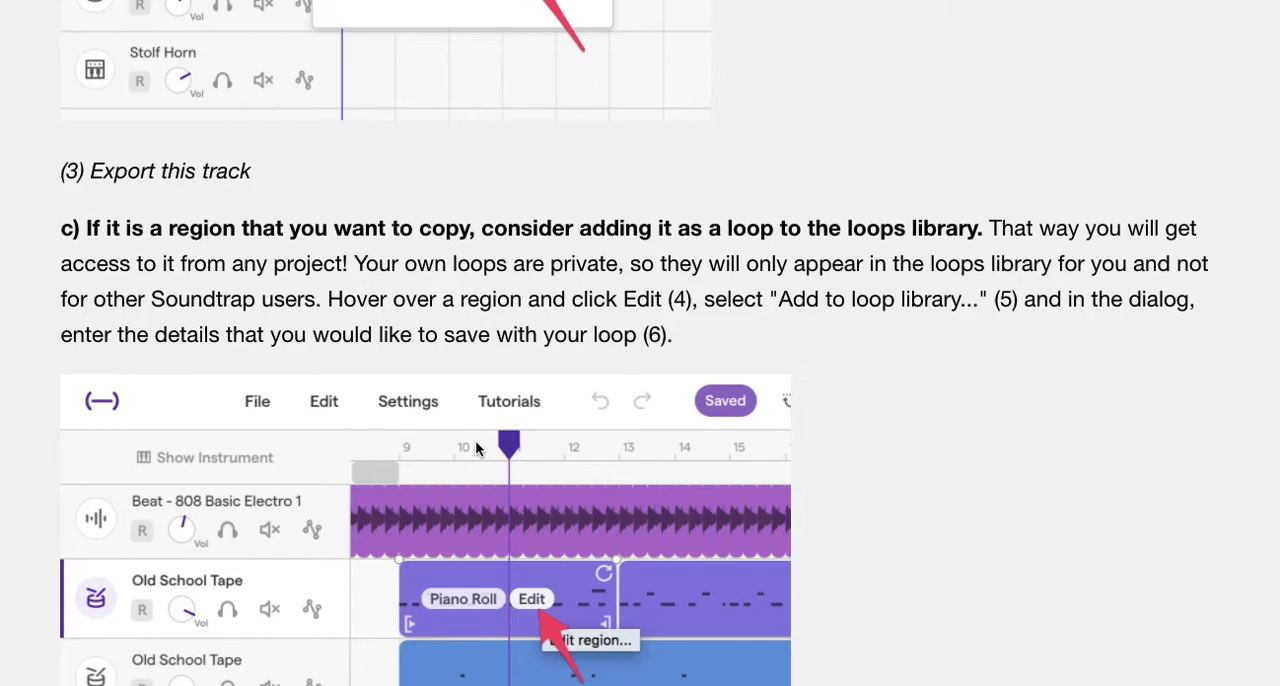 R
Vol
Stolf Horn
R
Vol
(3) Export this track
c) If it is a region that you want to copy, consider adding it as a loop to the loops library. That way you will get
access to it from any project! Your own loops are private, so they will only appear in the loops library for you and not
for other Soundtrap users. Hover over a region and click Edit (4), select "Add to loop library..." (5) and in the dialog,
enter the details that you would like to save with your loop (6).
File Edit Settings Tutorials Saved
9 10 12 13 14 15
Show Instrument
Beat - 808 Basic Electro 1
R
Vol
Old School Tape
Piano Roll Edit
R
Vol
region...
Old School Tape